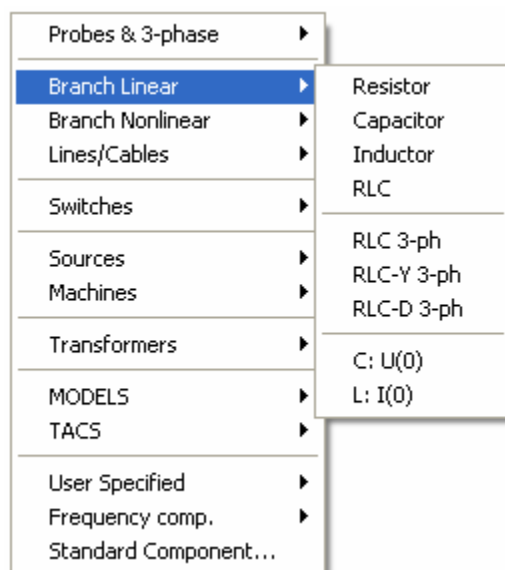 Probes & 3-phase
Branch Linear
Branch Nonlinear
Lines/Cables
Switches
Sources
Machines
Transformers
MODELS
TACS
User Specified
Frequency comp.
Standard Component...
Resistor
Capacitor
Inductor
RLC
RLC 3-ph
RLC-Y 3-ph
RLC-D 3-ph
C: U(0)
L: I(0)